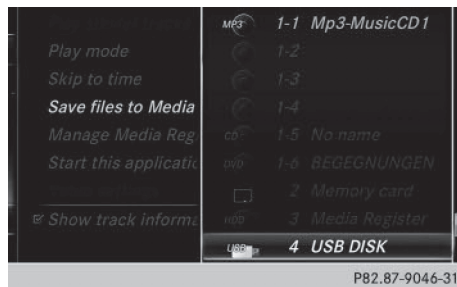 Play mode
Skip to time
Save files to Media
Manage Media Reg
Start this applicatio
Show track informa
MP3 1-1 Mp3-MusicCD1
1-2
1-3
1-4
CD 1-5 No name
DVD 1-6 BEGEGNUNGEN
2 Memory card
HDD 3 Media Register
USB 4 USB DISK
P82.87-9046-31